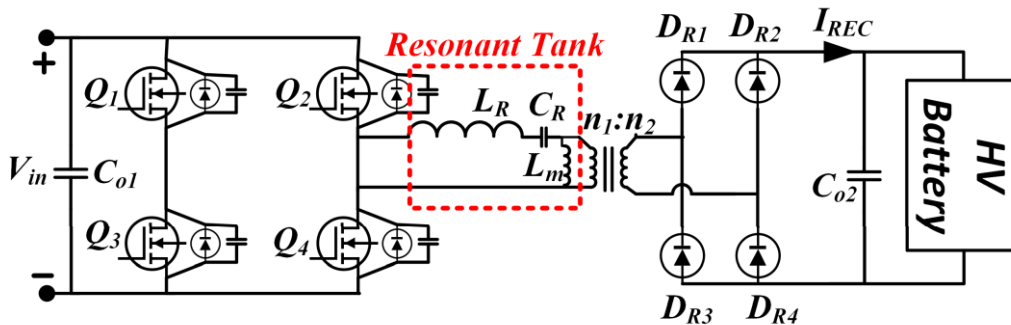 D_R1 D_R2 I_REC
Resonant Tank
+
Q_1 Q_2
L_R C_R n_1:n_2
V_in C_o1 L_m C_o2 HV Battery
Q_3 Q_4
−
D_R3 D_R4